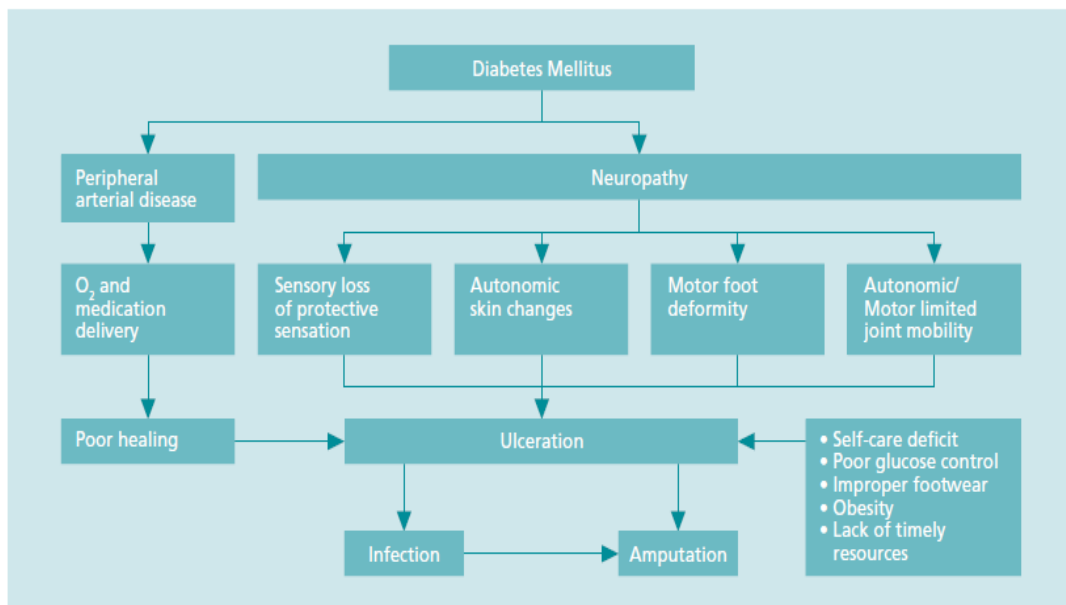 Diabetes Mellitus
Peripheral
arterial disease
Neuropathy
O₂ and
medication
delivery
Sensory loss
of protective
sensation
Autonomic
skin changes
Motor foot
deformity
Autonomic/
Motor limited
joint mobility
Poor healing
Ulceration
• Self-care deficit
• Poor glucose control
• Improper footwear
• Obesity
• Lack of timely
resources
Infection
Amputation